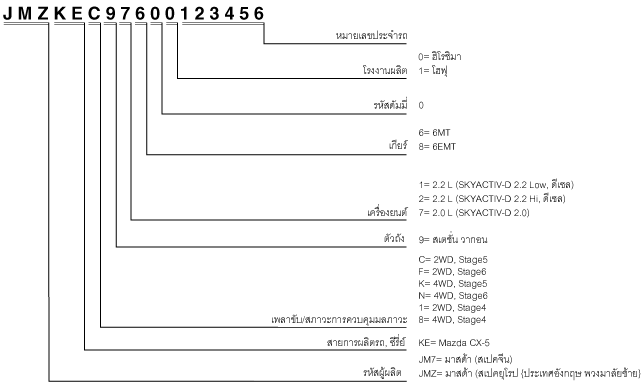 JMZKEC97600123456
หมายเลขประจำรถ
0= ฮิโรชิมา
โรงงานผลิต 1= โฮฟุ
รหัสดัมมี่ 0
6= 6MT
เกียร์ 8= 6EMT
1= 2.2 L (SKYACTIV-D 2.2 Low, ดีเซล)
2= 2.2 L (SKYACTIV-D 2.2 Hi, ดีเซล)
เครื่องยนต์ 7= 2.0 L (SKYACTIV-D 2.0)
ตัวถัง 9= สเตชั่น วากอน
C= 2WD, Stage5
F= 2WD, Stage6
K= 4WD, Stage5
N= 4WD, Stage6
1= 2WD, Stage4
เพลาขับ/สภาวะการควบคุมมลภาวะ 8= 4WD, Stage4
สายการผลิตรถ, ซีรี่ย์ KE= Mazda CX-5
JM7= มาสด้า (สเปคจีน)
รหัสผู้ผลิต JMZ= มาสด้า (สเปคยุโรป (ประเทศอังกฤษ พวงมาลัยซ้าย)